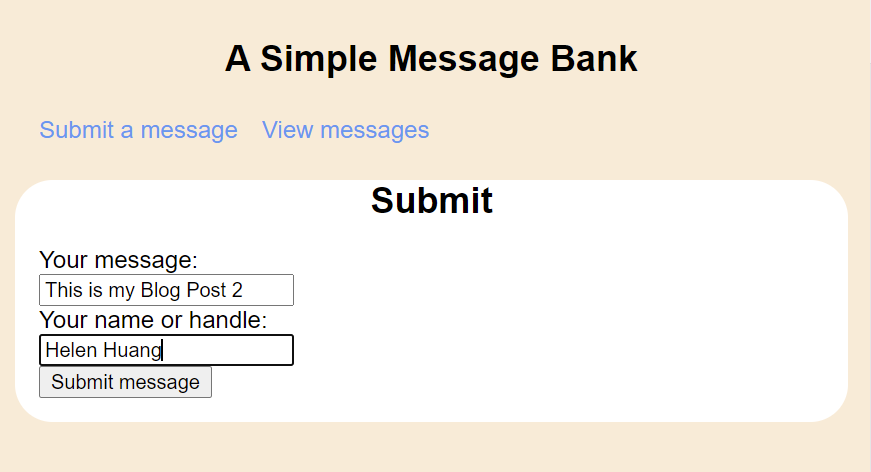 A Simple Message Bank
Submit a message View messages
Submit
Your message:
This is my Blog Post 2
Your name or handle:
Helen Huang
Submit message